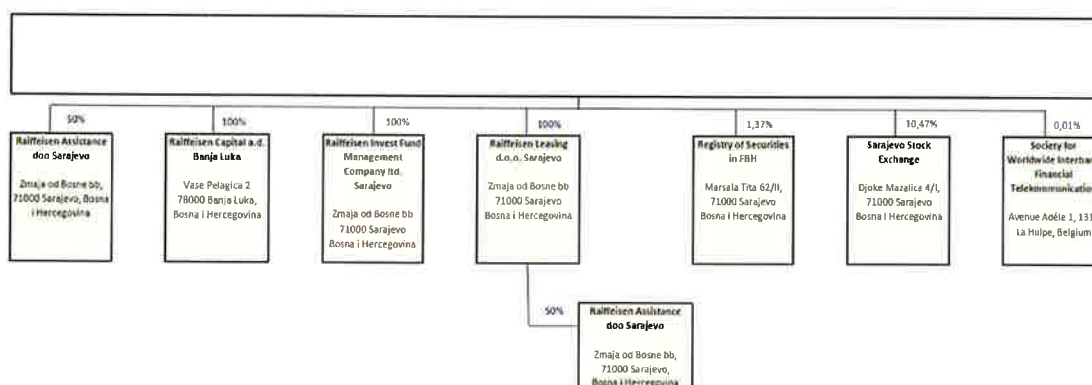 50%
100%
100%
100%
1,37%
10,47%
0,01%
Raiffeisen Assistance
doo Sarajevo
Zmaja od Bosne bb,
71000 Sarajevo, Bosna
i Hercegovina
Raiffeisen Capital a.d.
Banja Luka
Vase Pelagica 2
78000 Banja Luka,
Bosna i Hercegovina
Raiffeisen Invest Fund
Management
Company ltd.
Sarajevo
Zmaja od Bosne bb
71000 Sarajevo
Bosna i Hercegovina
Raiffeisen Leasing
d.o.o. Sarajevo
Zmaja od Bosne bb
71000 Sarajevo
Bosna i Hercegovina
Registry of Securities
in FBH
Marsala Tita 62/II,
71000 Sarajevo
Bosna i Hercegovina
Sarajevo Stock
Exchange
Djoke Mazalica 4/I,
71000 Sarajevo
Bosna i Hercegovina
Society for
Worldwide Interban
Financial
Telekommunication
Avenue Adèle 1, 131
La Hulpe, Belgium
50%
Raiffeisen Assistance
doo Sarajevo
Zmaja od Bosne bb,
71000 Sarajevo,
Bosna i Hercegovina